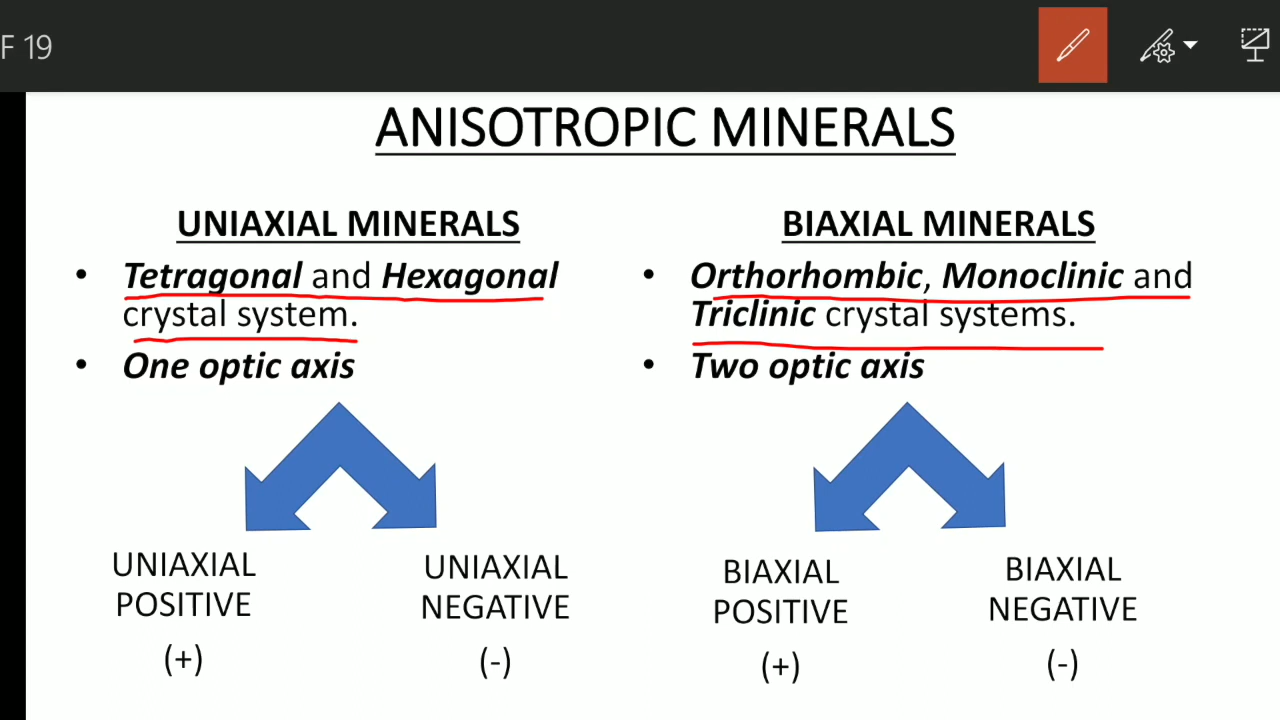 F 19
ANISOTROPIC MINERALS
UNIAXIAL MINERALS
• Tetragonal and Hexagonal
crystal system.
• One optic axis
BIAXIAL MINERALS
• Orthorhombic, Monoclinic and
Triclinic crystal systems.
• Two optic axis
UNIAXIAL
POSITIVE
(+)
UNIAXIAL
NEGATIVE
(-)
BIAXIAL
POSITIVE
(+)
BIAXIAL
NEGATIVE
(-)